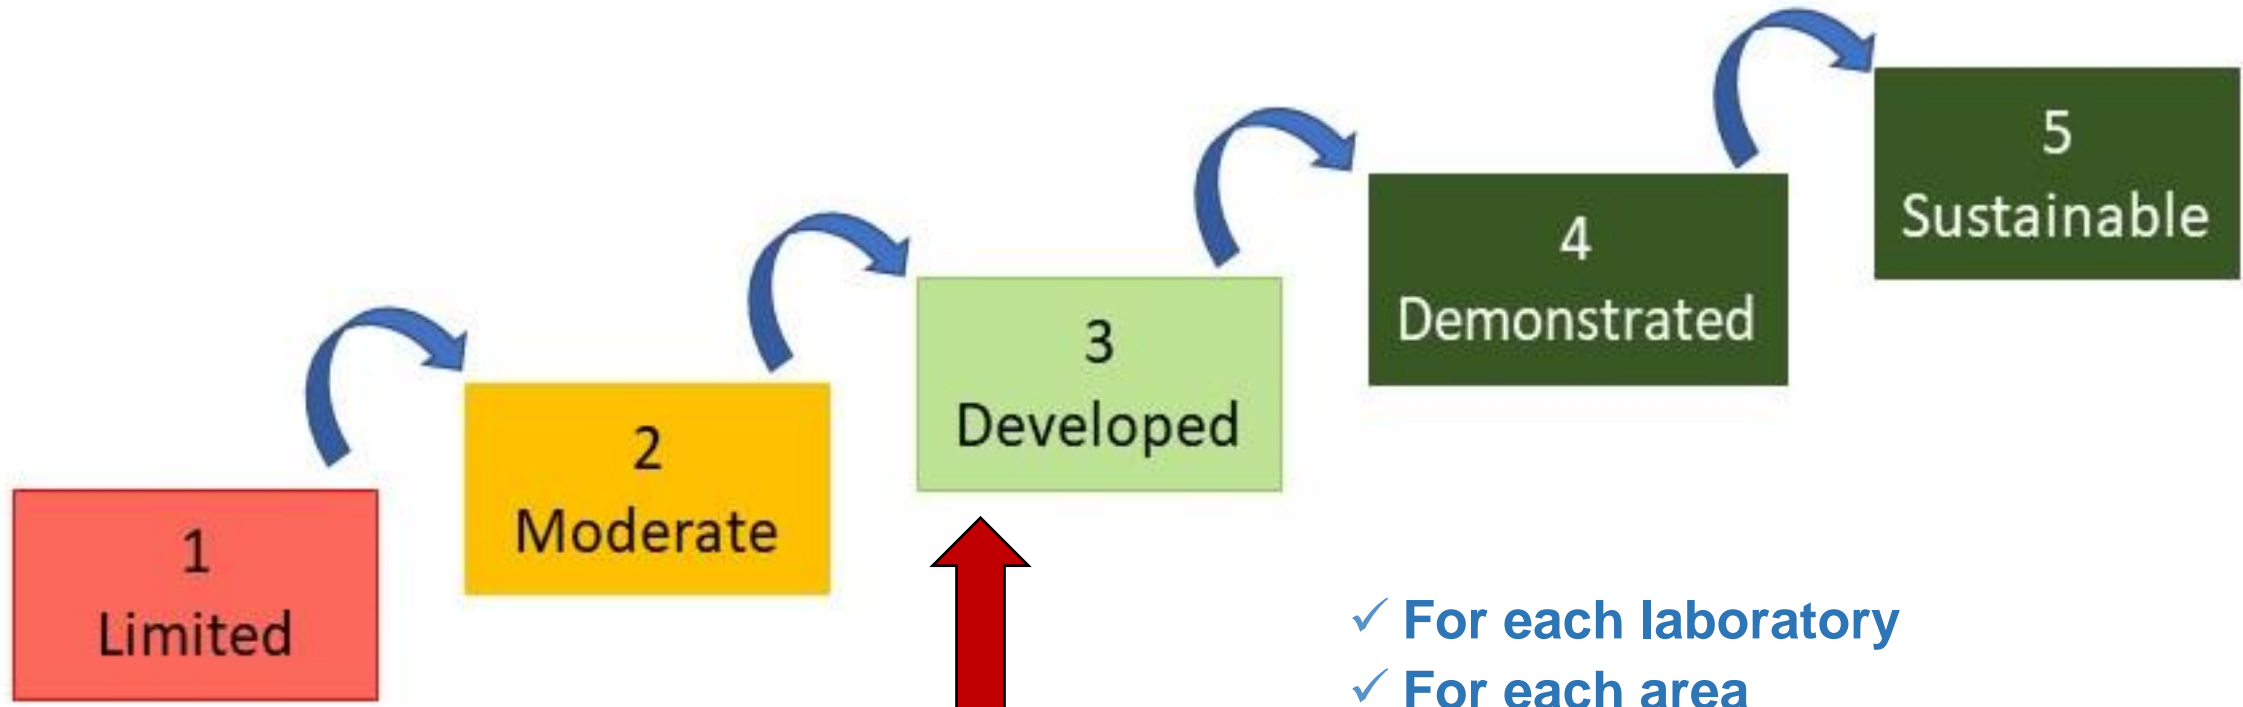 1
Limited
2
Moderate
3
Developed
4
Demonstrated
5
Sustainable
✓ For each laboratory
✓ For each area